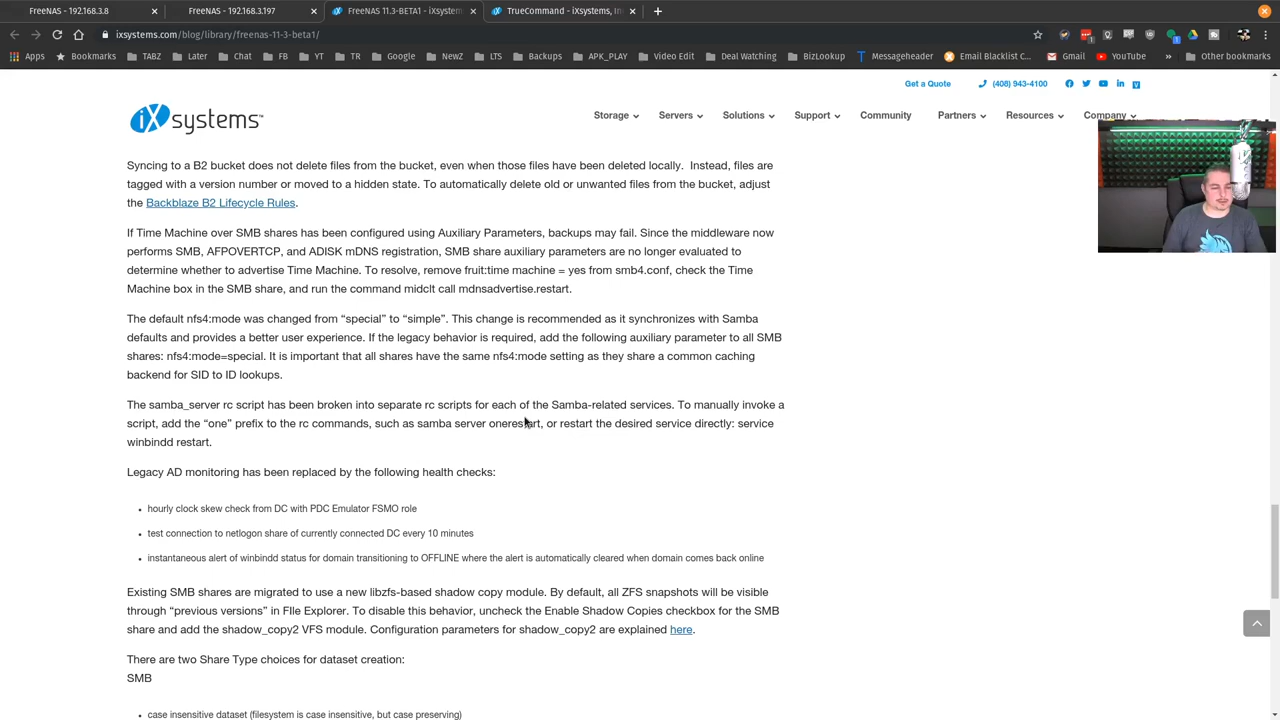 FreeNAS - 192.168.3.8
FreeNAS - 192.168.3.197
FreeNAS 11.3-BETA1 - iXsystem
TrueCommand - iXsystems, In
ixsystems.com/blog/library/freenas-11-3-beta1/
Apps Bookmarks TABZ Later Chat FB YT TR Google NewZ LTS Backups APK_PLAY Video Edit Deal Watching BizLookup Messageheader Email Blacklist C... Gmail YouTube » Other bookmarks
Get a Quote (408) 943-4100
iXsystems
Storage Servers Solutions Support Community Partners Resources Company
Syncing to a B2 bucket does not delete files from the bucket, even when those files have been deleted locally. Instead, files are
tagged with a version number or moved to a hidden state. To automatically delete old or unwanted files from the bucket, adjust
the Backblaze B2 Lifecycle Rules.
If Time Machine over SMB shares has been configured using Auxiliary Parameters, backups may fail. Since the middleware now
performs SMB, AFPOVERTCP, and ADISK mDNS registration, SMB share auxiliary parameters are no longer evaluated to
determine whether to advertise Time Machine. To resolve, remove fruit:time machine = yes from smb4.conf, check the Time
Machine box in the SMB share, and run the command midclt call mdnsadvertise.restart.
The default nfs4:mode was changed from “special” to “simple”. This change is recommended as it synchronizes with Samba
defaults and provides a better user experience. If the legacy behavior is required, add the following auxiliary parameter to all SMB
shares: nfs4:mode=special. It is important that all shares have the same nfs4:mode setting as they share a common caching
backend for SID to ID lookups.
The samba_server rc script has been broken into separate rc scripts for each of the Samba-related services. To manually invoke a
script, add the “one” prefix to the rc commands, such as samba server onerestart, or restart the desired service directly: service
winbindd restart.
Legacy AD monitoring has been replaced by the following health checks:
• hourly clock skew check from DC with PDC Emulator FSMO role
• test connection to netlogon share of currently connected DC every 10 minutes
• instantaneous alert of winbindd status for domain transitioning to OFFLINE where the alert is automatically cleared when domain comes back online
Existing SMB shares are migrated to use a new libzfs-based shadow copy module. By default, all ZFS snapshots will be visible
through “previous versions” in FIle Explorer. To disable this behavior, uncheck the Enable Shadow Copies checkbox for the SMB
share and add the shadow_copy2 VFS module. Configuration parameters for shadow_copy2 are explained here.
There are two Share Type choices for dataset creation:
SMB
• case insensitive dataset (filesystem is case insensitive, but case preserving)